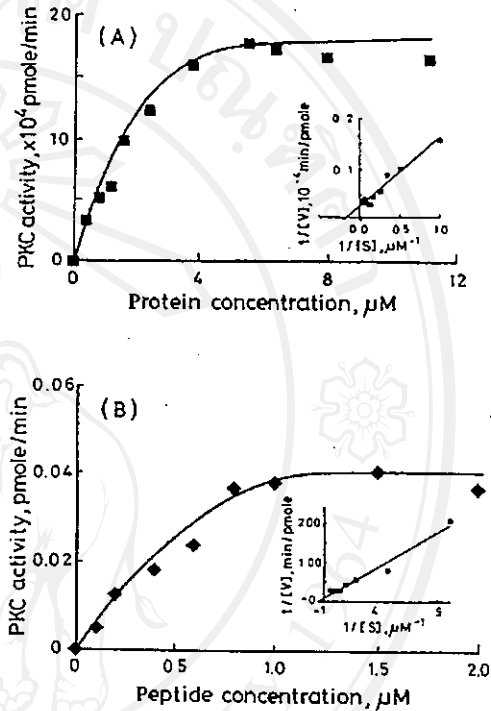 (A)
PKC activity, x10⁴ pmole/min
20
10
0
0 4 8 12
Protein concentration, µM
1/[V], 10⁻⁴ min/pmole
0 2
0 1
0.0 0.5 1.0
1/[S], µM⁻¹
(B)
PKC activity, pmole/min
0.06
0.04
0.02
0
0 0 5 1.0 1.5 2.0
Peptide concentration, µM
1/[V], min/pmole
200
100
-0
-1 4 9
1/[S], µM⁻¹